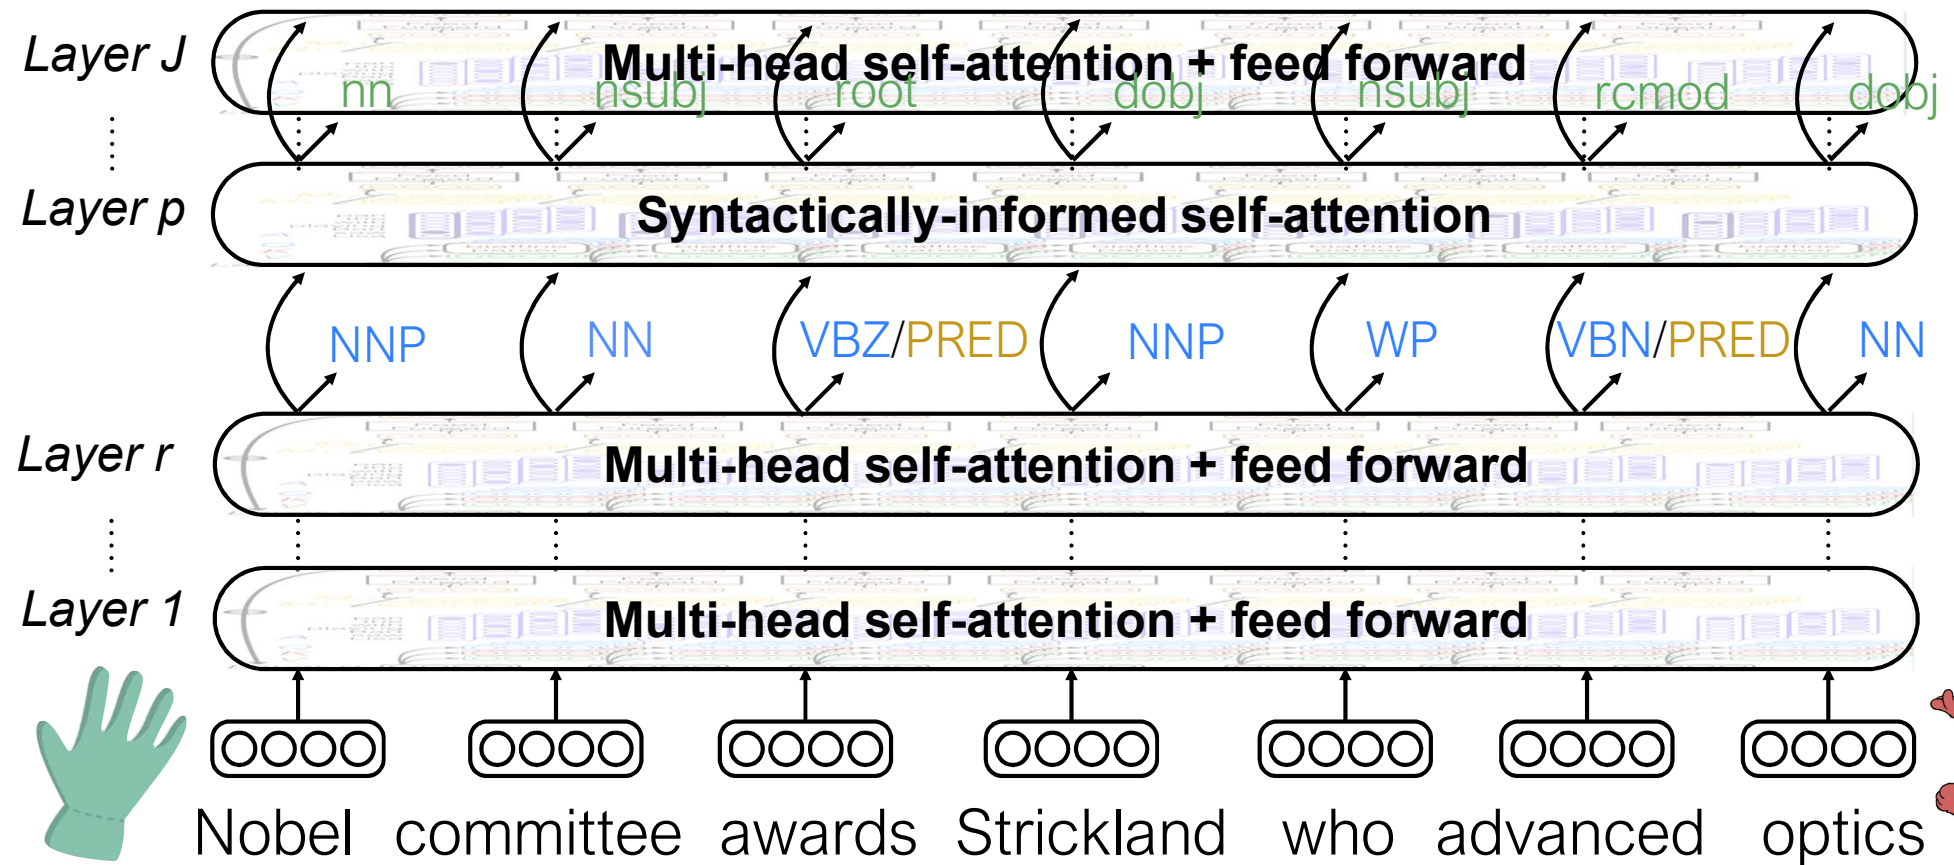 Layer J Multi-head self-attention + feed forward
nn nsubj root dobj nsubj rcmod dobj
Layer p Syntactically-informed self-attention
NNP NN VBZ/PRED NNP WP VBN/PRED NN
Layer r Multi-head self-attention + feed forward
Layer 1 Multi-head self-attention + feed forward
Nobel committee awards Strickland who advanced optics